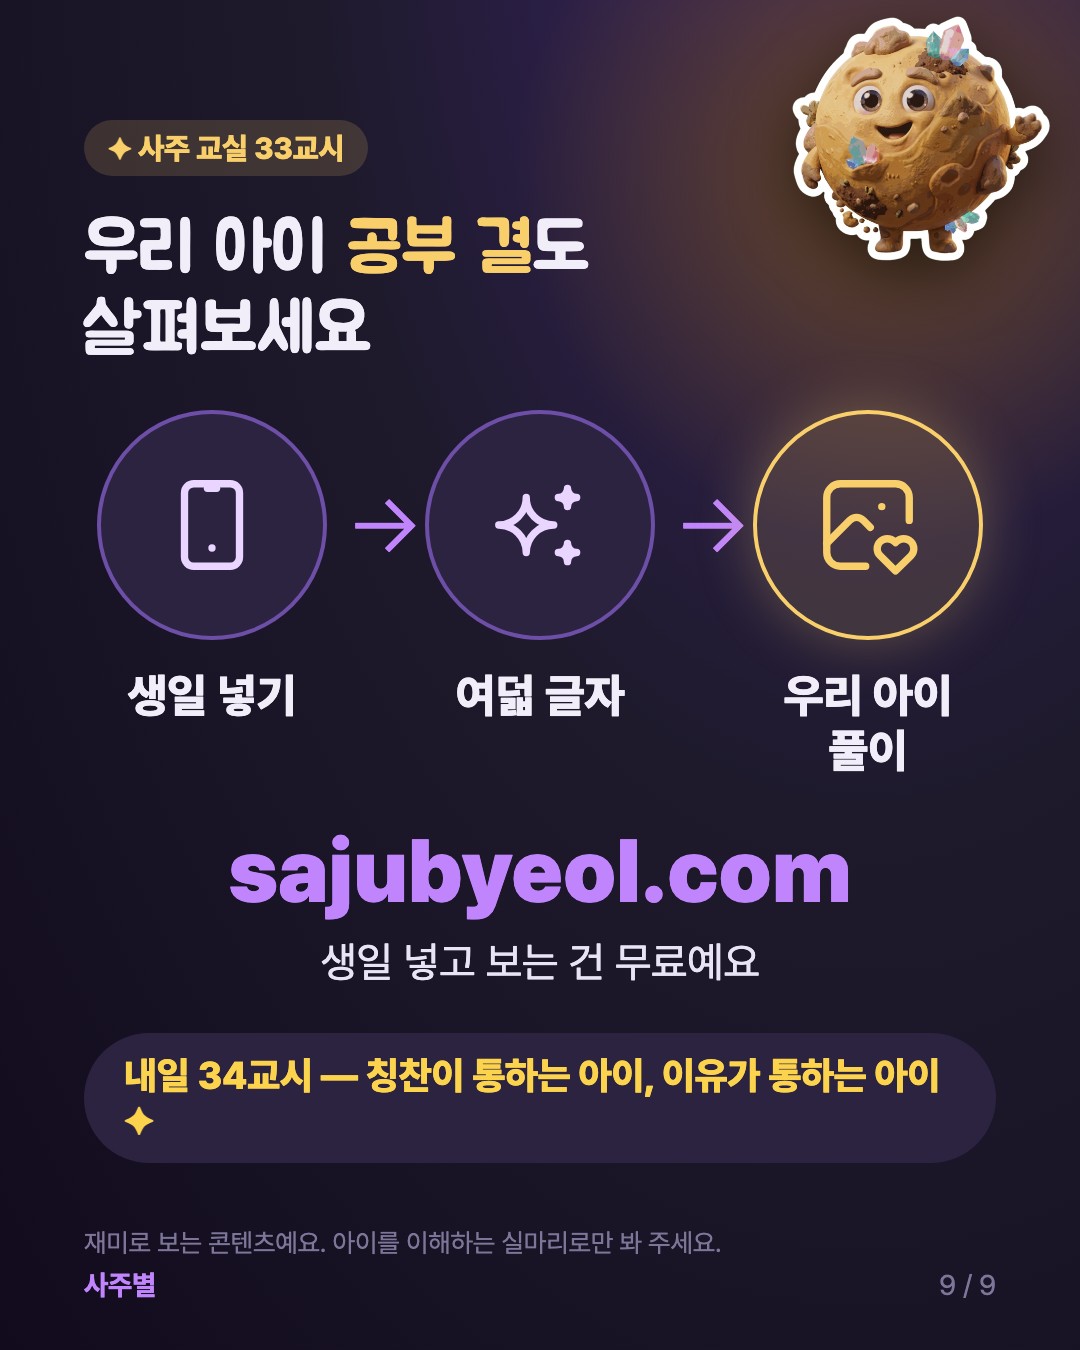 ✦ 사주 교실 33교시
우리 아이 공부 결도
살펴보세요
생일 넣기
여덟 글자
우리 아이
풀이
sajubyeol.com
생일 넣고 보는 건 무료예요
내일 34교시 — 칭찬이 통하는 아이, 이유가 통하는 아이
✦
재미로 보는 콘텐츠예요. 아이를 이해하는 실마리로만 봐 주세요.
사주별
9 / 9